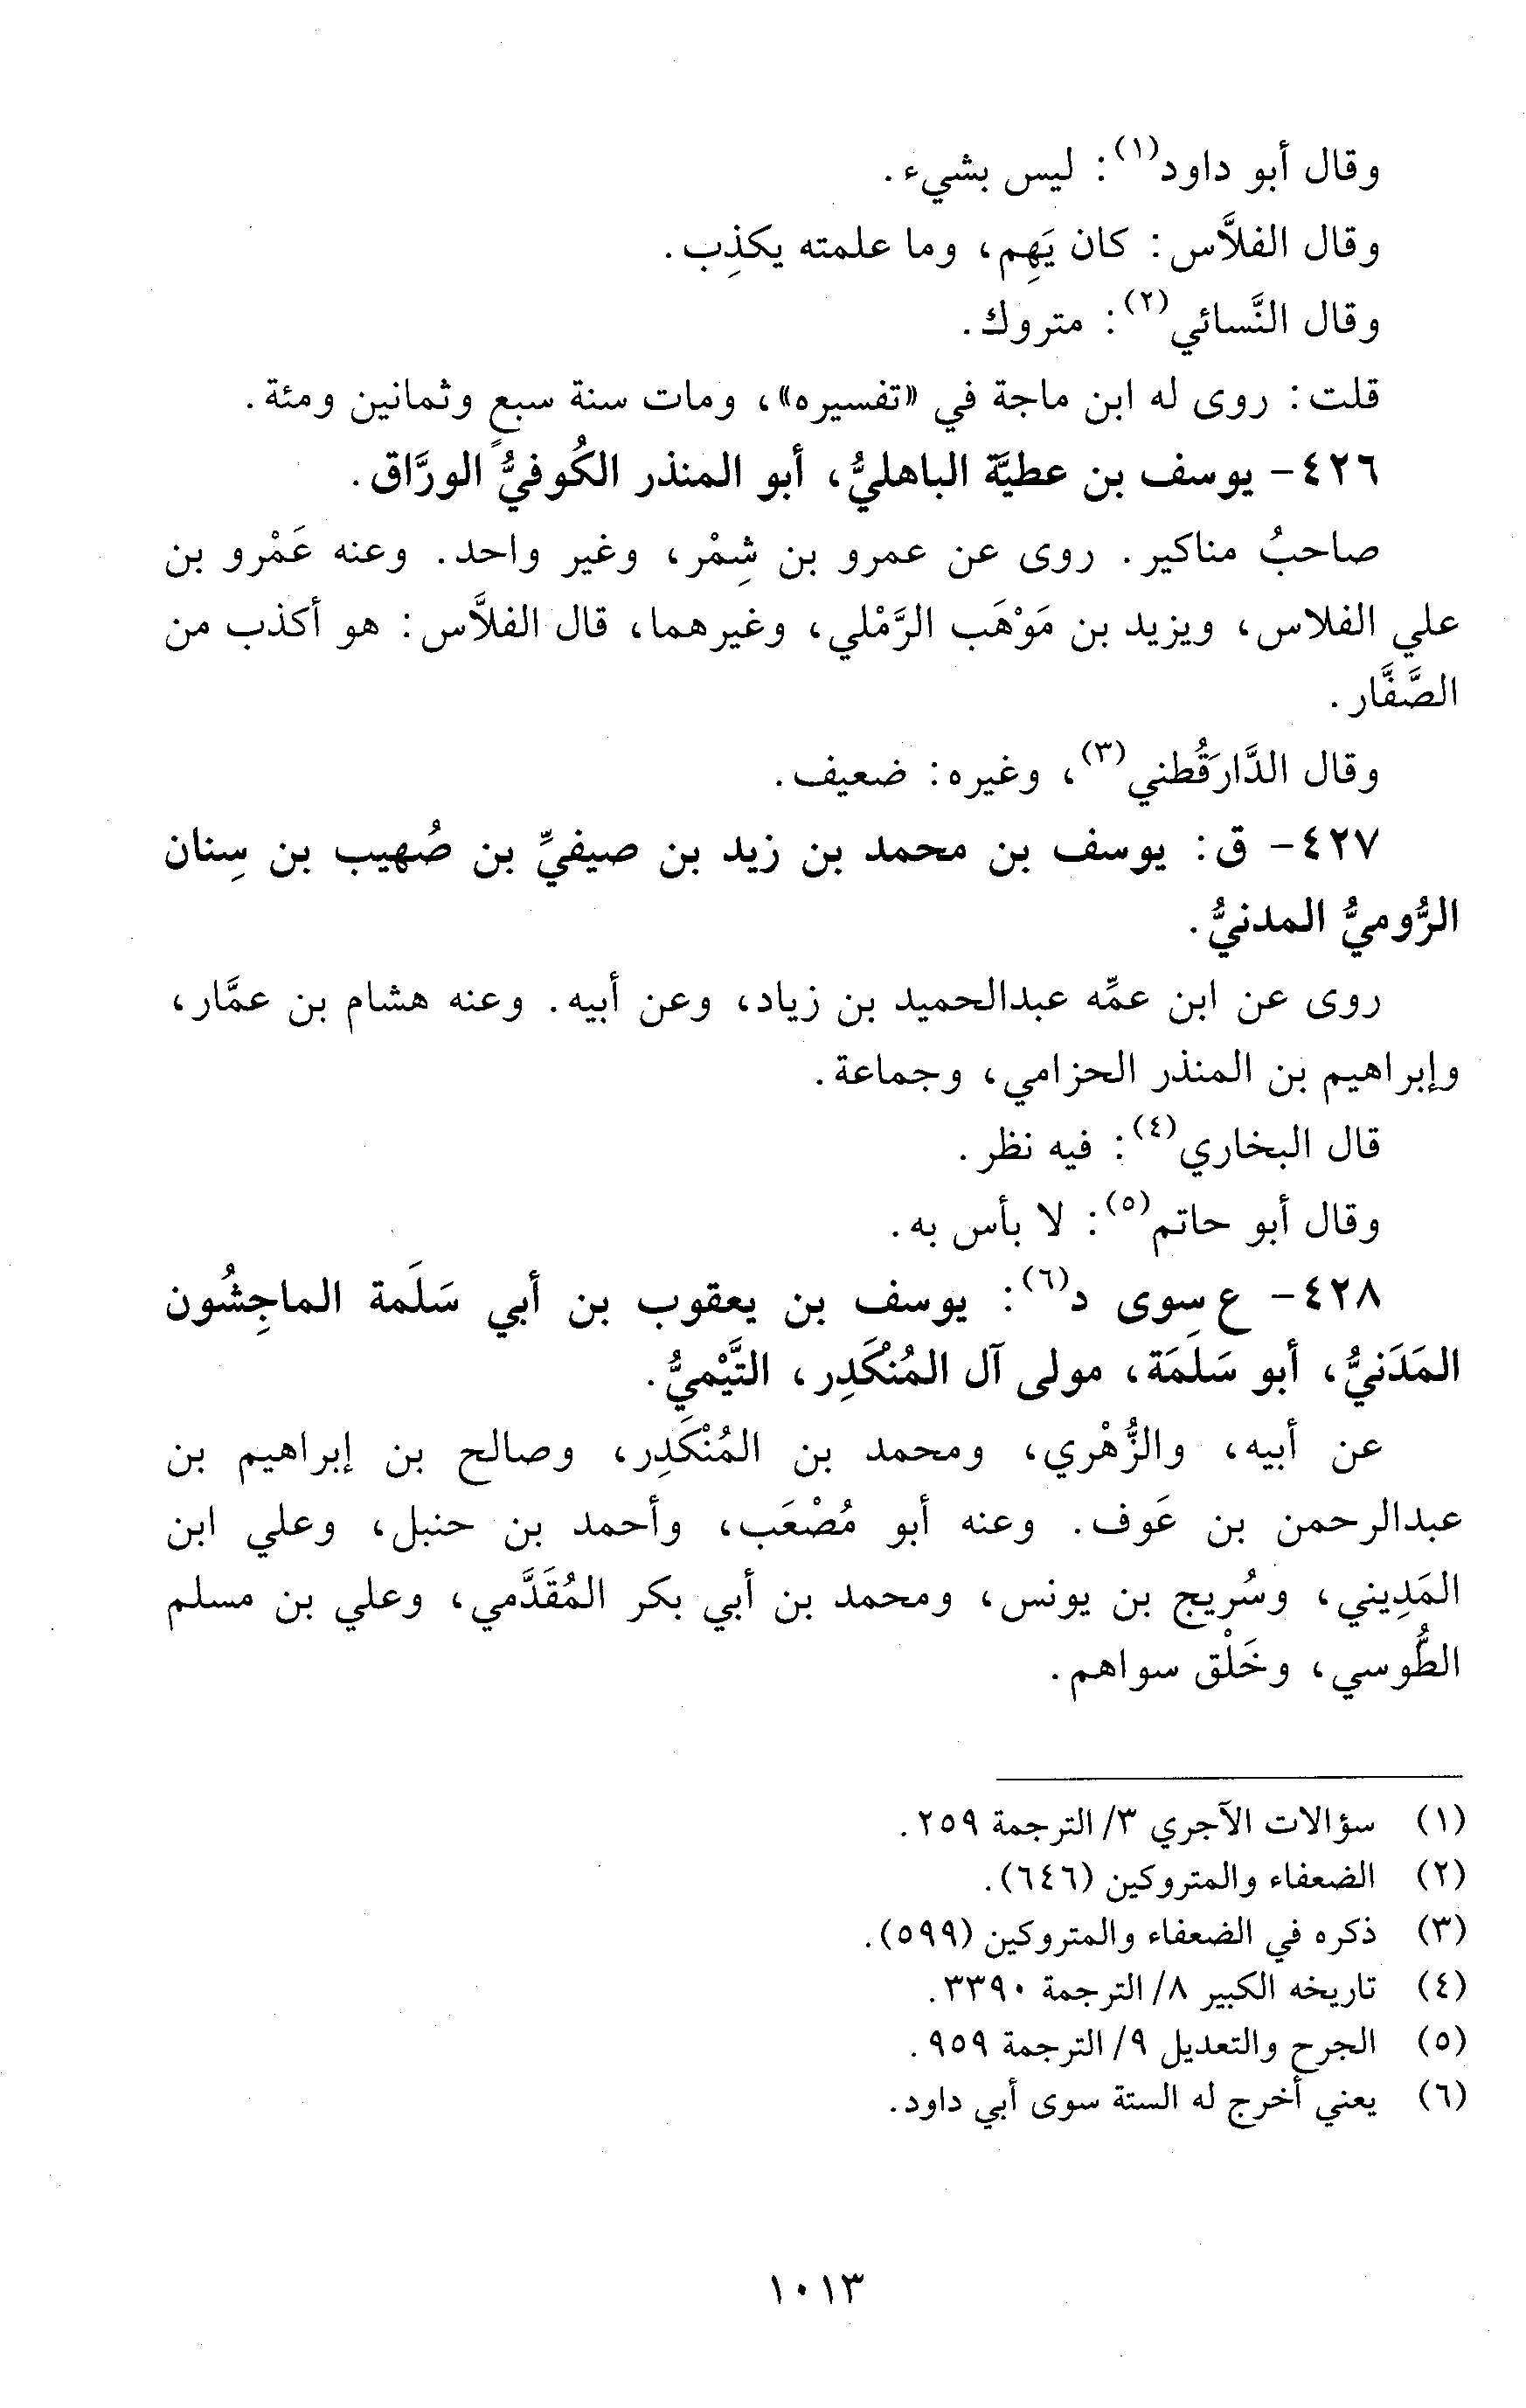 وقال أبو داود(١): ليس بشيء.
وقال الفلاَّس: كان يَهِم، وما علمته يكذِب.
وقال النَّسائي(٢): متروك.
قلت: روى له ابن ماجة في «تفسيره»، ومات سنة سبعٍ وثمانين ومئة.
٤٢٦- يوسف بن عطيَّة الباهليُّ، أبو المنذر الكُوفيُّ الورَّاق.
صاحبُ مناكير. روى عن عمرو بن شِمْر، وغير واحد. وعنه عَمْرو بن
علي الفلاس، ويزيد بن مَوْهَب الرَّمْلي، وغيرهما، قال الفلاَّس: هو أكذب من
الصَّفَّار.
وقال الدَّارَقُطني(٣)، وغيره: ضعيف.
٤٢٧- ق: يوسف بن محمد بن زيد بن صيفيِّ بن صُهيب بن سِنان
الرُّوميُّ المدنيُّ.
روى عن ابن عمِّه عبدالحميد بن زياد، وعن أبيه. وعنه هشام بن عمَّار،
وإبراهيم بن المنذر الحزامي، وجماعة.
قال البخاري(٤): فيه نظر.
وقال أبو حاتم(٥): لا بأس به.
٤٢٨- ع سِوى د(٦): يوسف بن يعقوب بن أبي سَلَمة الماجِشُون
المَدَنيُّ، أبو سَلَمَة، مولى آل المُنْكَدِر، التَّيْميُّ.
عن أبيه، والزُّهْري، ومحمد بن المُنْكَدِر، وصالح بن إبراهيم بن
عبدالرحمن بن عَوف. وعنه أبو مُصْعَب، وأحمد بن حنبل، وعلي ابن
المَدِيني، وسُريج بن يونس، ومحمد بن أبي بكر المُقَدَّمي، وعلي بن مسلم
الطُّوسي، وخَلْق سواهم.
(١) سؤالات الآجري ٣/ الترجمة ٢٥٩.
(٢) الضعفاء والمتروكين (٦٤٦).
(٣) ذكره في الضعفاء والمتروكين (٥٩٩).
(٤) تاريخه الكبير ٨/ الترجمة ٣٣٩٠.
(٥) الجرح والتعديل ٩/ الترجمة ٩٥٩.
(٦) يعني أخرج له الستة سوى أبي داود.
١٠١٣